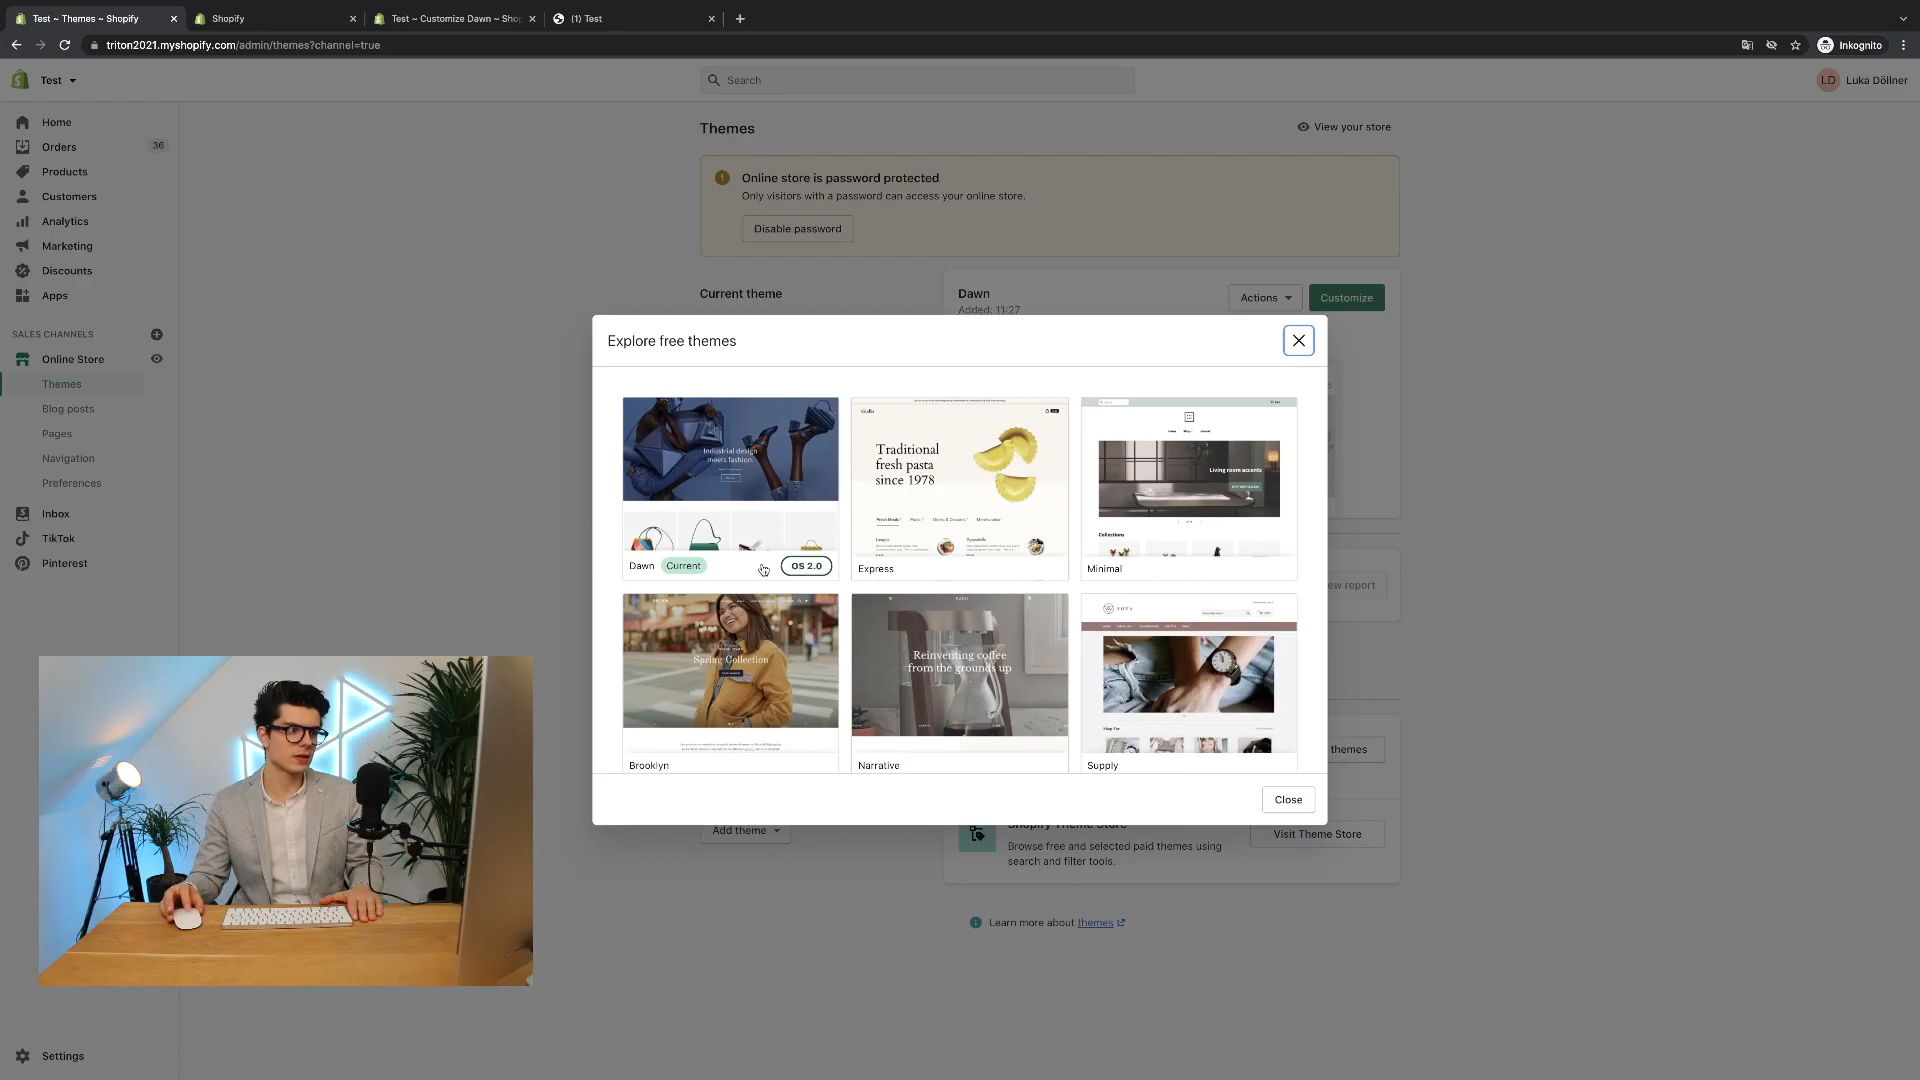 Test ~ Themes ~ Shopify
Shopify
Test ~ Customize Dawn ~ Shop
(1) Test
triton2021.myshopify.com/admin/themes?channel=true
Inkognito
Test
Search
LD
Luka Döllner
Home
Orders
36
Products
Customers
Analytics
Marketing
Discounts
Apps
SALES CHANNELS
Online Store
Themes
Blog posts
Pages
Navigation
Preferences
Inbox
TikTok
Pinterest
Settings
Themes
View your store
Online store is password protected
Only visitors with a password can access your online store.
Disable password
Current theme
Dawn
Added: 11:27
Actions
Customize
Explore free themes
Industrial design
meets fashion.
Dawn
Current
OS 2.0
Traditional
fresh pasta
since 1978
Express
Living room accents
Collections
Minimal
Spring Collection
Brooklyn
Reinventing coffee
from the grounds up
Narrative
Supply
Close
ew report
themes
Add theme
Shopify Theme Store
Browse free and selected paid themes using
search and filter tools.
Visit Theme Store
Learn more about themes